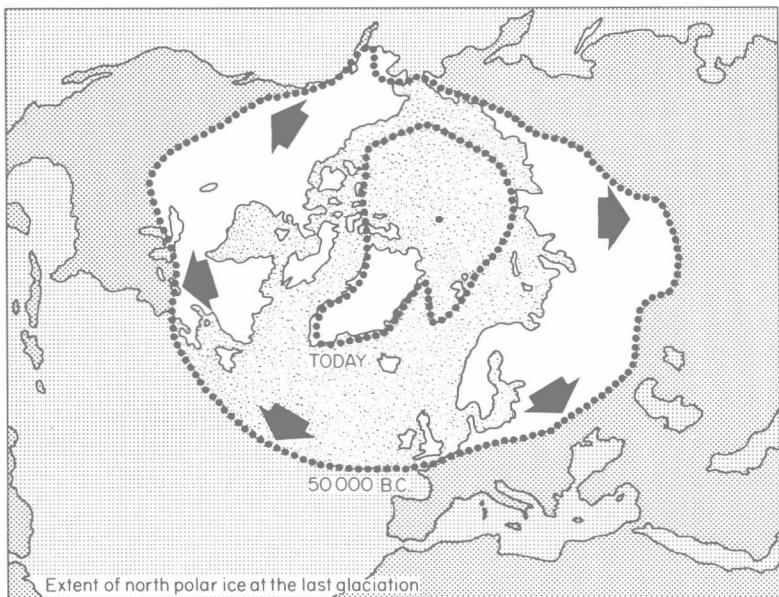 TODAY
50 000 B.C.
Extent of north polar ice at the last glaciation